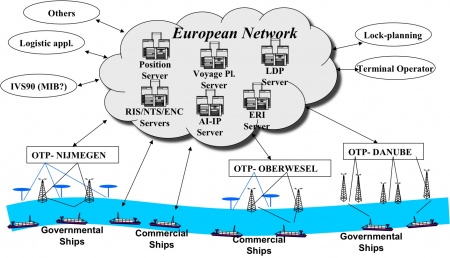 Others
European Network
Logistic appl.
Lock-planning
Position
Server
Voyage Pl.
Server
LDP
Server
Terminal Operator
IVS90 (MIB?)
RIS/NTS/ENC
Servers
AI-IP
Server
ERI
Server
OTP- NIJMEGEN
OTP- OBERWESEL
OTP- DANUBE
Governmental
Ships
Commercial
Ships
Commercial
Ships
Governmental
Ships